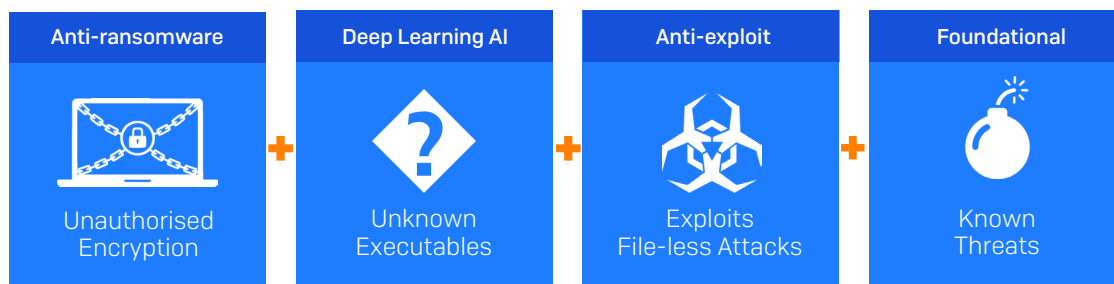 Anti-ransomware
Unauthorised
Encryption
Deep Learning AI
?
Unknown
Executables
Anti-exploit
Exploits
File-less Attacks
Foundational
Known
Threats